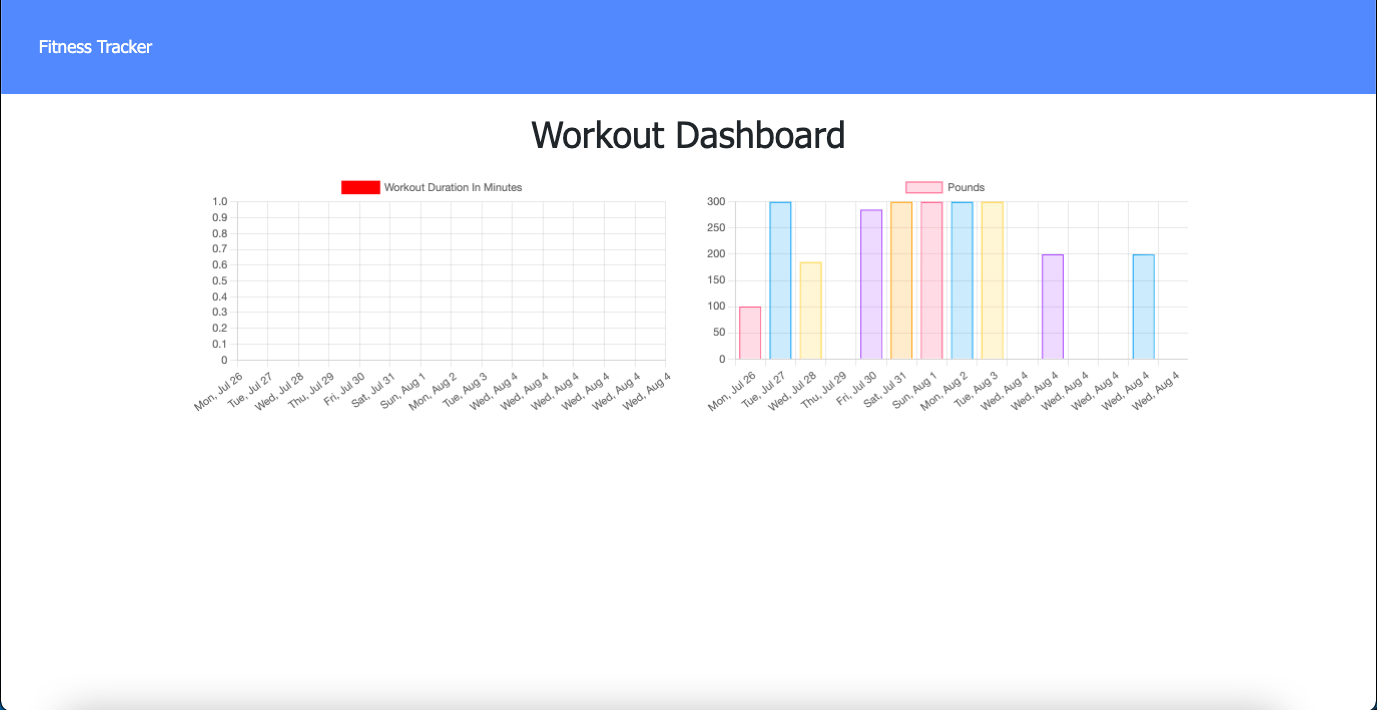 Fitness Tracker
Workout Dashboard
Workout Duration In Minutes
1.0
0.9
0.8
0.7
0.6
0.5
0.4
0.3
0.2
0.1
0
Mon, Jul 26
Tue, Jul 27
Wed, Jul 28
Thu, Jul 29
Fri, Jul 30
Sat, Jul 31
Sun, Aug 1
Mon, Aug 2
Tue, Aug 3
Wed, Aug 4
Wed, Aug 4
Wed, Aug 4
Wed, Aug 4
Wed, Aug 4
Wed, Aug 4
Pounds
300
250
200
150
100
50
0
Mon, Jul 26
Tue, Jul 27
Wed, Jul 28
Thu, Jul 29
Fri, Jul 30
Sat, Jul 31
Sun, Aug 1
Mon, Aug 2
Tue, Aug 3
Wed, Aug 4
Wed, Aug 4
Wed, Aug 4
Wed, Aug 4
Wed, Aug 4
Wed, Aug 4